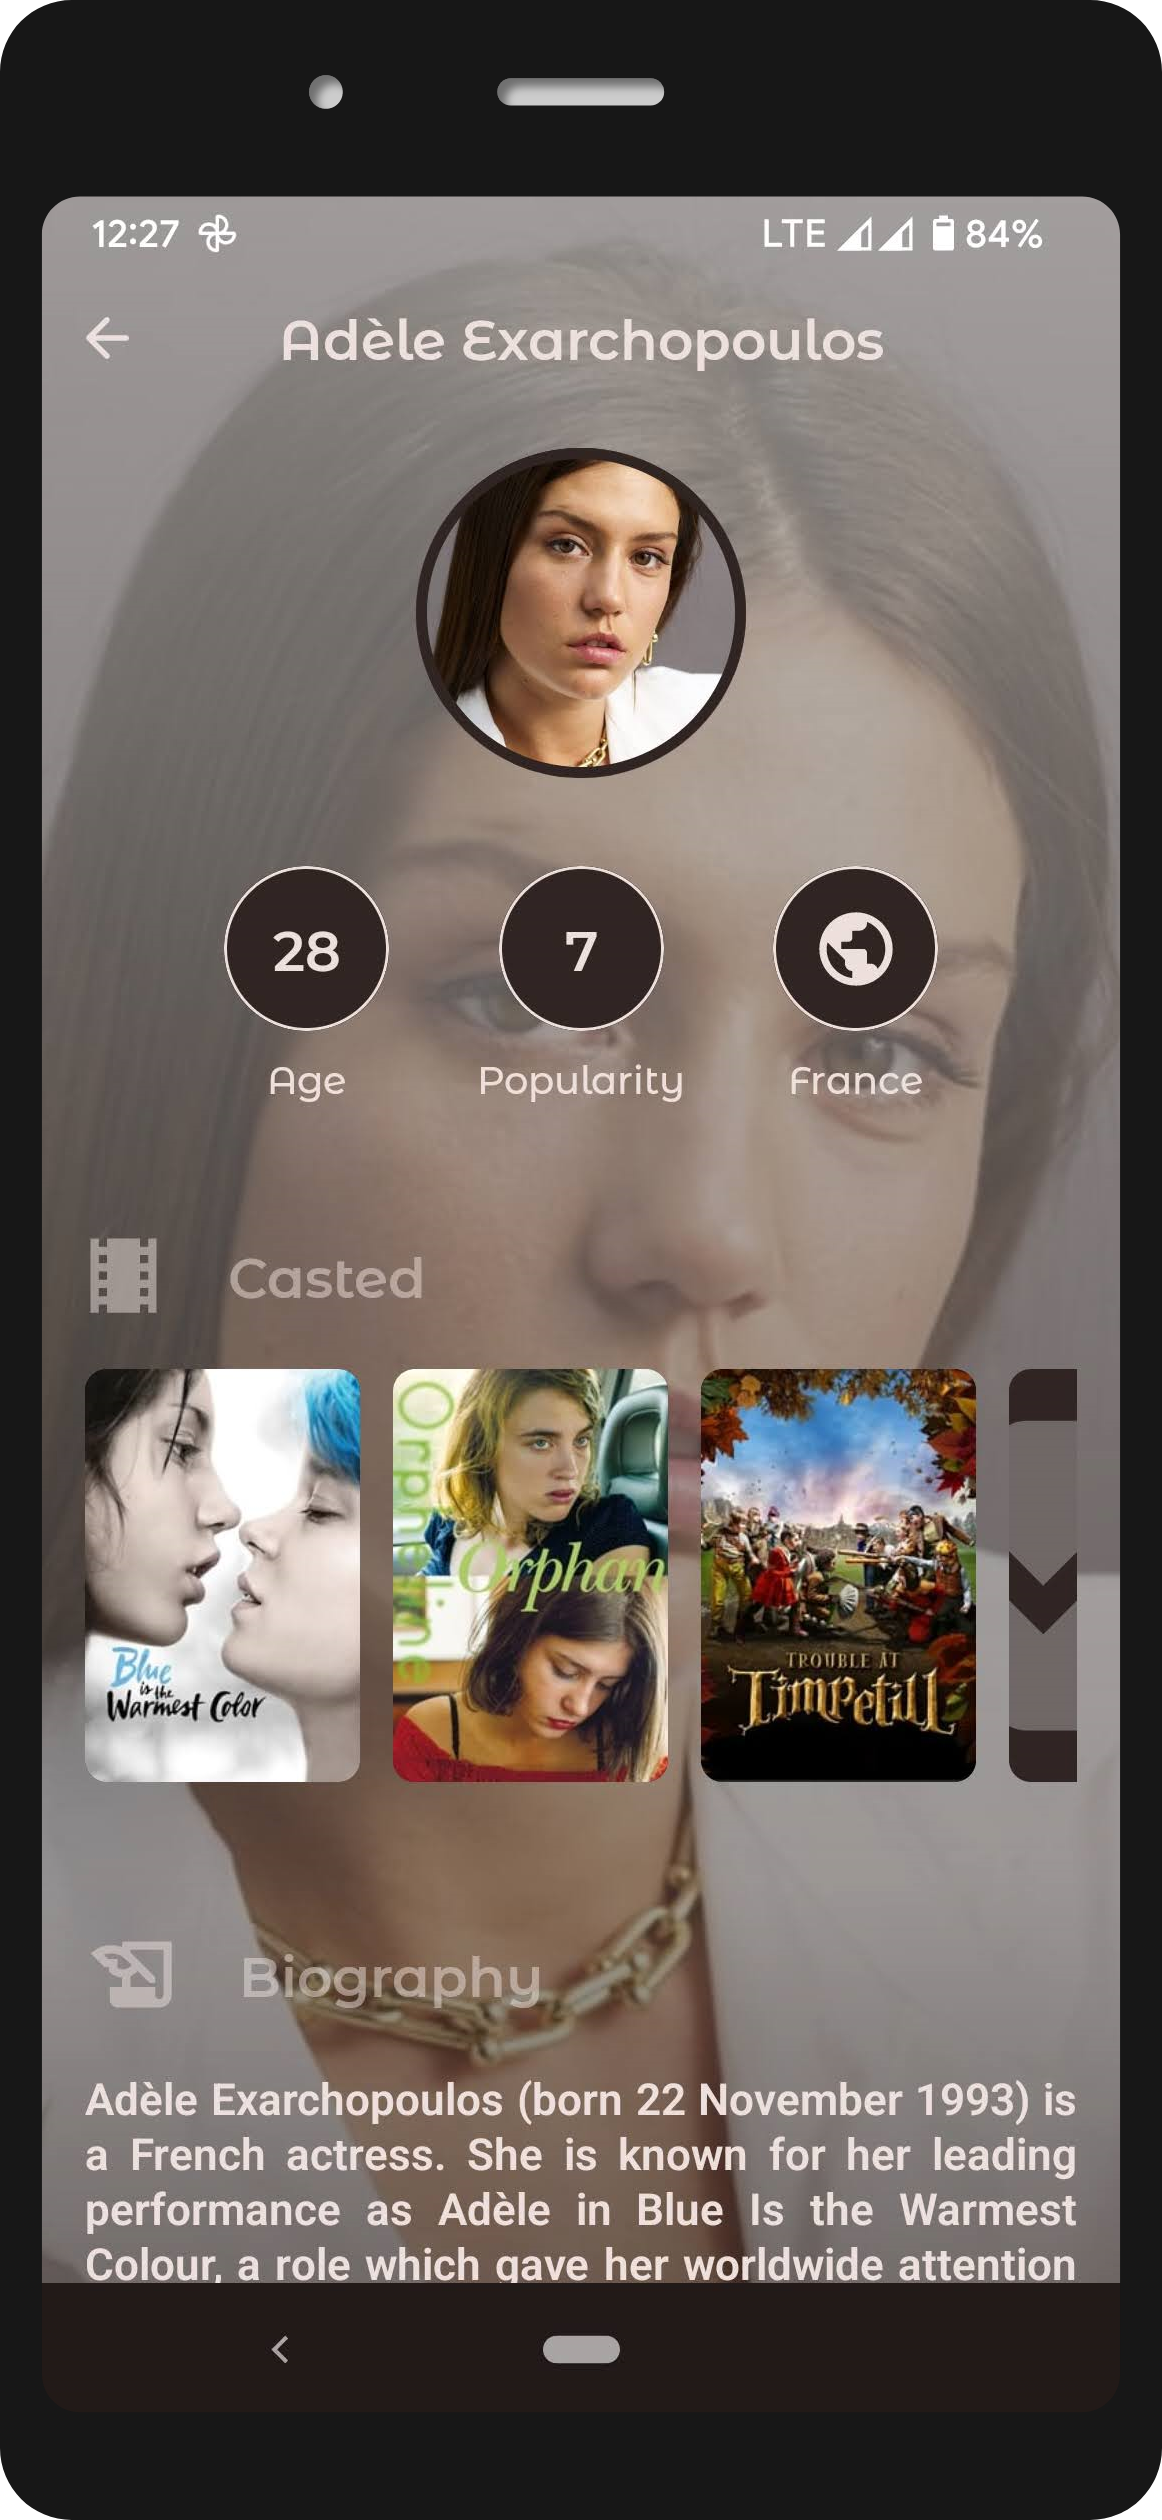 12:27
LTE 84%
Adèle Exarchopoulos
28 7
Age Popularity France
Casted
Blue
is the
Warmest Color
Orpheline
Orphan
TROUBLE AT
Timpetill
Biography
Adèle Exarchopoulos (born 22 November 1993) is
a French actress. She is known for her leading
performance as Adèle in Blue Is the Warmest
Colour, a role which gave her worldwide attention